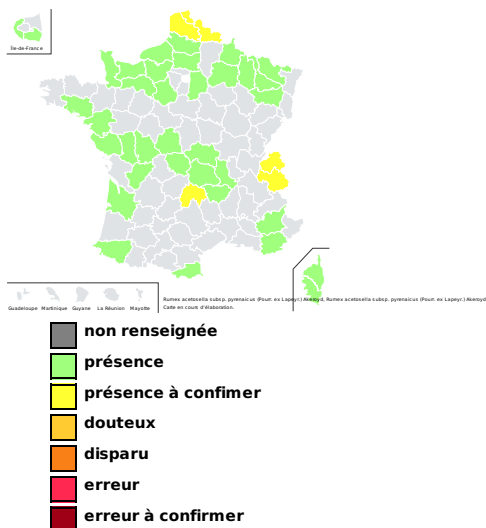 Île-de-France
Guadeloupe Martinique Guyane La Réunion Mayotte
Rumex acetosella subsp. pyrenaicus (Pourr. ex Lapeyr.) Akeroyd, Rumex acetosella subsp. pyrenaicus (Pourr. ex Lapeyr.) Akeroyd
Carte en cours d'élaboration.
non renseignée
présence
présence à confimer
douteux
disparu
erreur
erreur à confirmer